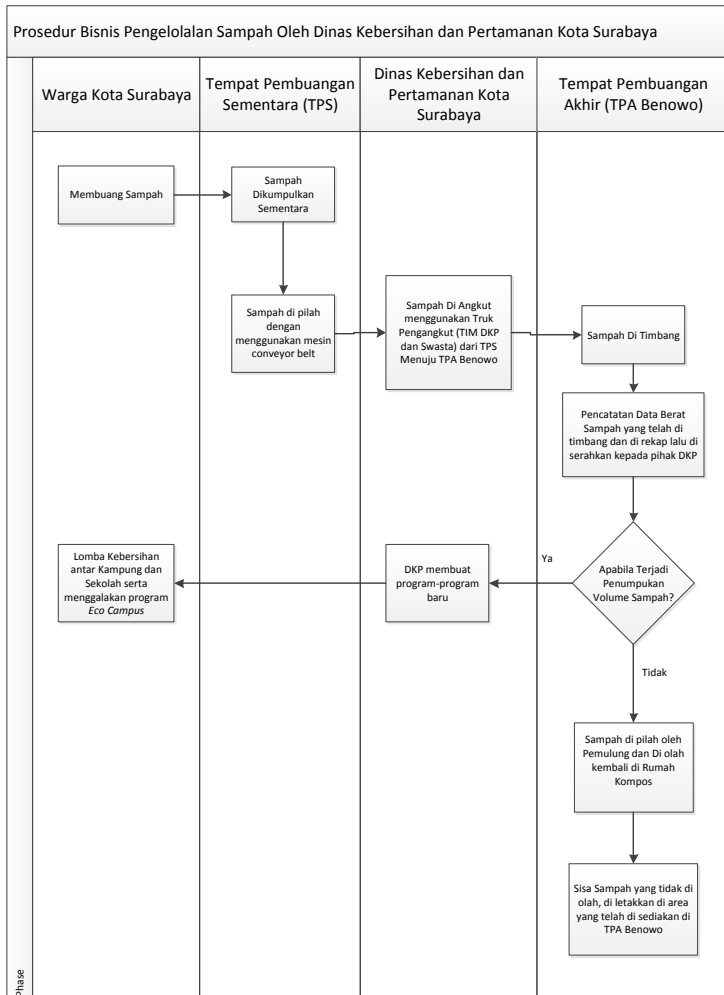 Prosedur Bisnis Pengelolalan Sampah Oleh Dinas Kebersihan dan Pertamanan Kota Surabaya
Warga Kota Surabaya
Tempat Pembuangan
Sementara (TPS)
Dinas Kebersihan dan
Pertamanan Kota
Surabaya
Tempat Pembuangan
Akhir (TPA Benowo)
Membuang Sampah
Sampah
Dikumpulkan
Sementara
Sampah di pilah
dengan
menggunakan mesin
conveyor belt
Sampah Di Angkut
menggunakan Truk
Pengangkut (TIM DKP
dan Swasta) dari TPS
Menuju TPA Benowo
Sampah Di Timbang
Pencatatan Data Berat
Sampah yang telah di
timbang dan di rekap lalu di
serahkan kepada pihak DKP
Apabila Terjadi
Penumpukan
Volume Sampah?
Ya
DKP membuat
program-program
baru
Lomba Kebersihan
antar Kampung dan
Sekolah serta
menggalakan program
Eco Campus
Tidak
Sampah di pilah oleh
Pemulung dan Di olah
kembali di Rumah
Kompos
Sisa Sampah yang tidak di
olah, di letakkan di area
yang telah di sediakan di
TPA Benowo
Phase